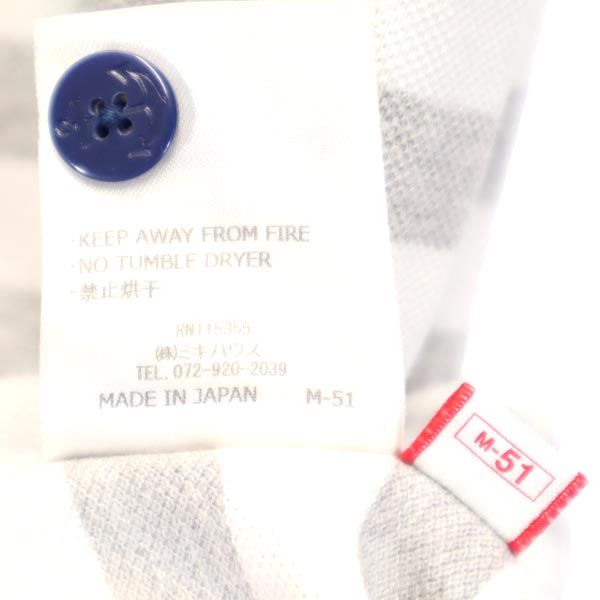 · KEEP AWAY FROM FIRE
· NO TUMBLE DRYER
· 禁止烘干
RN115355
㈱ミキハウス
TEL. 072-920-2039
MADE IN JAPAN M-51
M-51